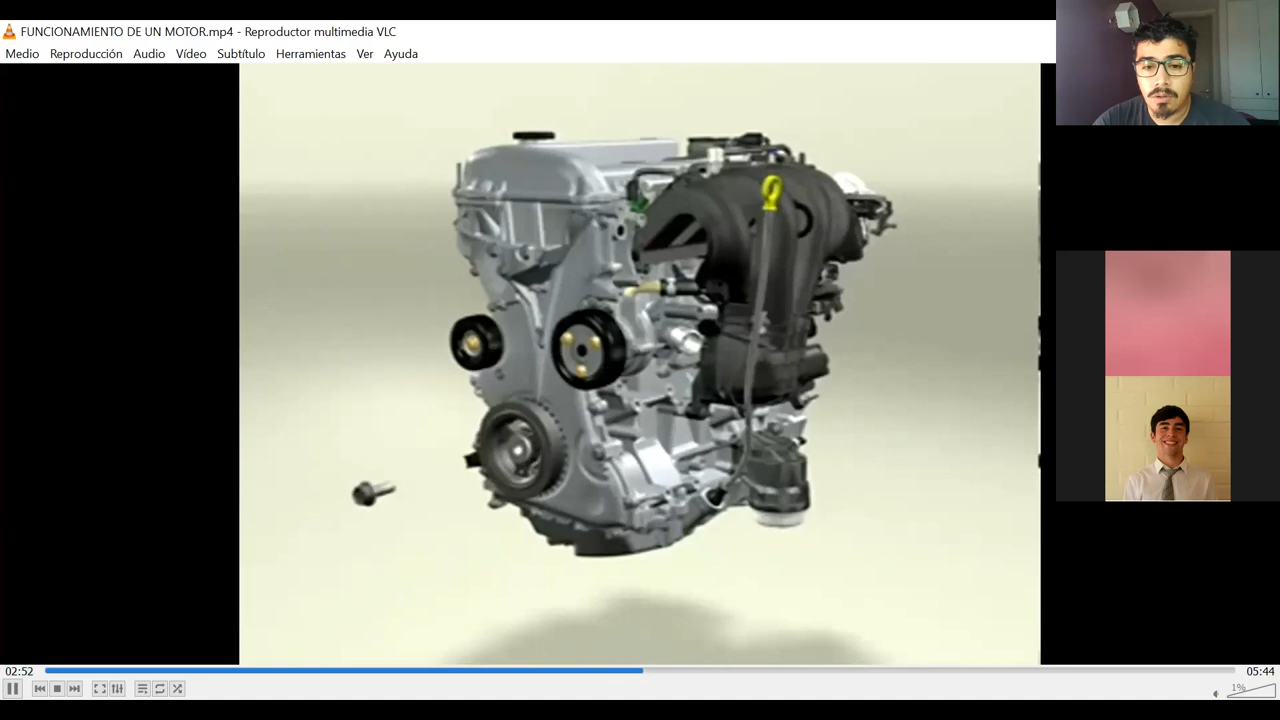 FUNCIONAMIENTO DE UN MOTOR.mp4 - Reproductor multimedia VLC
Medio Reproducción Audio Vídeo Subtítulo Herramientas Ver Ayuda
02:52 05:44
1%